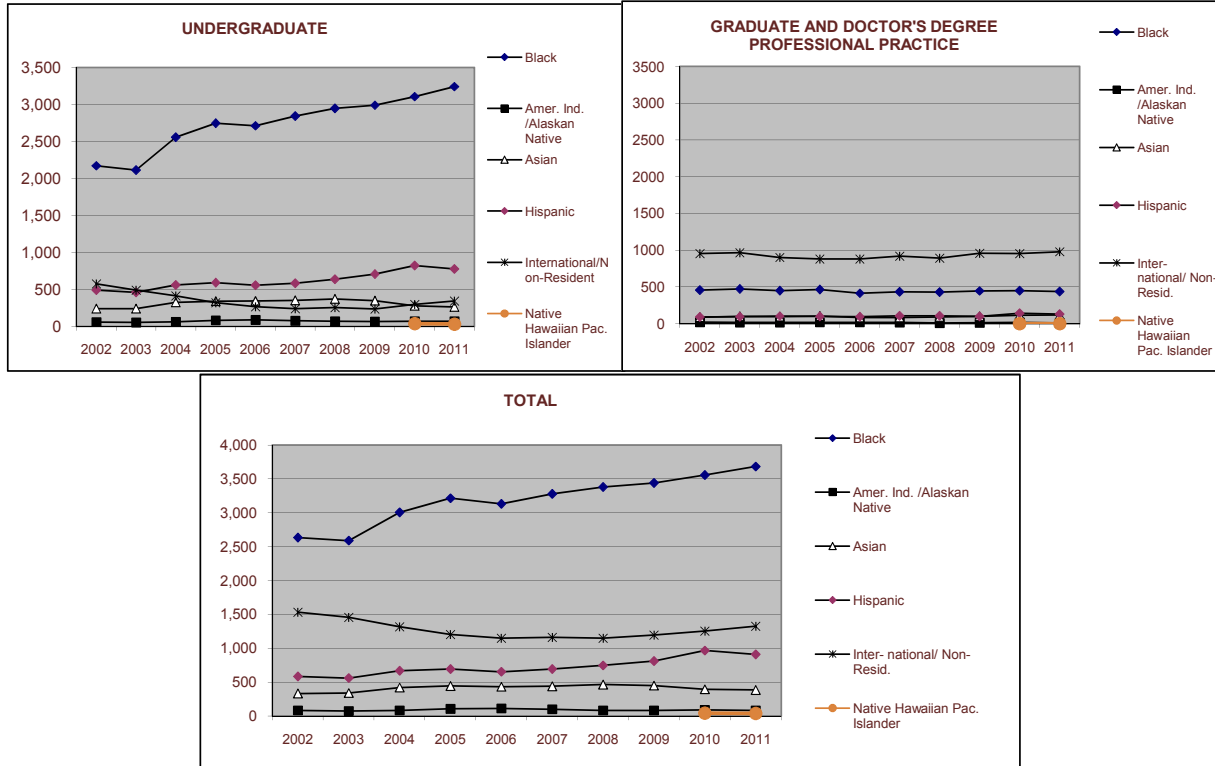 UNDERGRADUATE
3,500
3,000
2,500
2,000
1,500
1,000
500
0
2002 2003 2004 2005 2006 2007 2008 2009 2010 2011
Black
Amer. Ind.
/Alaskan
Native
Asian
Hispanic
International/N
on-Resident
Native
Hawaiian Pac.
Islander
GRADUATE AND DOCTOR'S DEGREE
PROFESSIONAL PRACTICE
3500
3000
2500
2000
1500
1000
500
0
2002 2003 2004 2005 2006 2007 2008 2009 2010 2011
Black
Amer. Ind.
/Alaskan
Native
Asian
Hispanic
Inter-
national/ Non-
Resid.
Native
Hawaiian
Pac. Islander
TOTAL
4,000
3,500
3,000
2,500
2,000
1,500
1,000
500
0
2002 2003 2004 2005 2006 2007 2008 2009 2010 2011
Black
Amer. Ind. /Alaskan
Native
Asian
Hispanic
Inter- national/ Non-
Resid.
Native Hawaiian Pac.
Islander